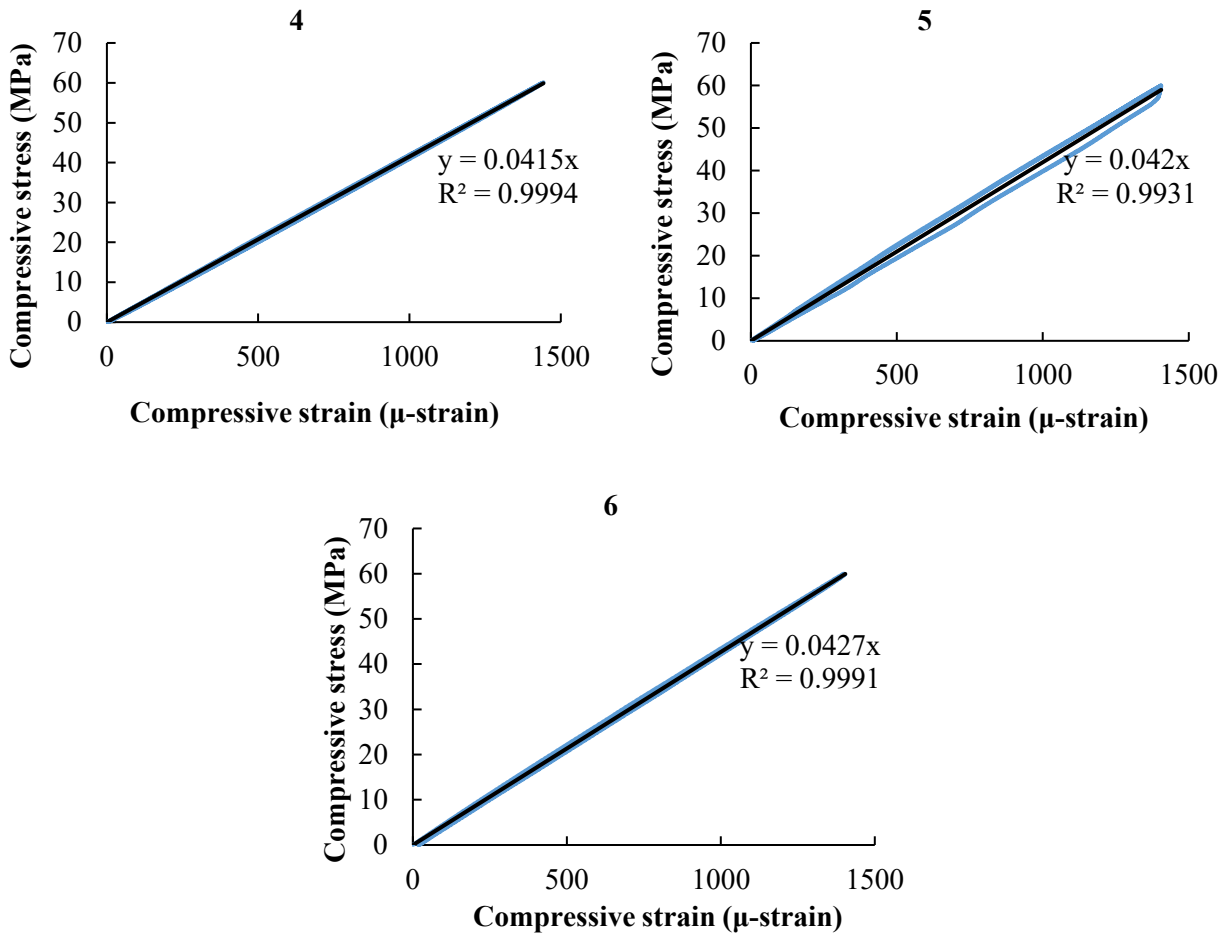 4
Compressive stress (MPa)
70
60
50
40
30
20
10
0
y = 0.0415x
R² = 0.9994
0 500 1000 1500
Compressive strain (μ-strain)
5
Compressive stress (MPa)
70
60
50
40
30
20
10
0
y = 0.042x
R² = 0.9931
0 500 1000 1500
Compressive strain (μ-strain)
6
Compressive stress (MPa)
70
60
50
40
30
20
10
0
y = 0.0427x
R² = 0.9991
0 500 1000 1500
Compressive strain (μ-strain)